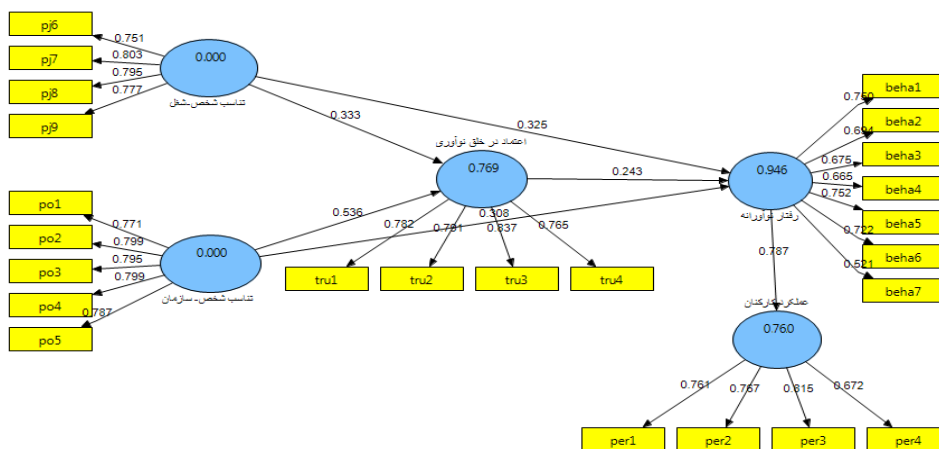 pj6
0.751
pj7
0.803
pj8
0.795
pj9
0.777
0.000
تناسب شخص-شغل
0.333
0.325
po1
0.771
po2
0.799
po3
0.795
po4
0.799
po5
0.787
0.000
تناسب شخص- سازمان
0.536
0.308
اعتماد در خلق نوآوری
0.769
0.243
0.782
0.791
0.837
0.765
tru1
tru2
tru3
tru4
0.946
رفتار نوآورانه
0.750
beha1
0.694
beha2
0.675
beha3
0.665
beha4
0.752
beha5
0.722
beha6
0.521
beha7
0.787
عملکرد کارکنان
0.760
0.761
0.767
0.815
0.672
per1
per2
per3
per4